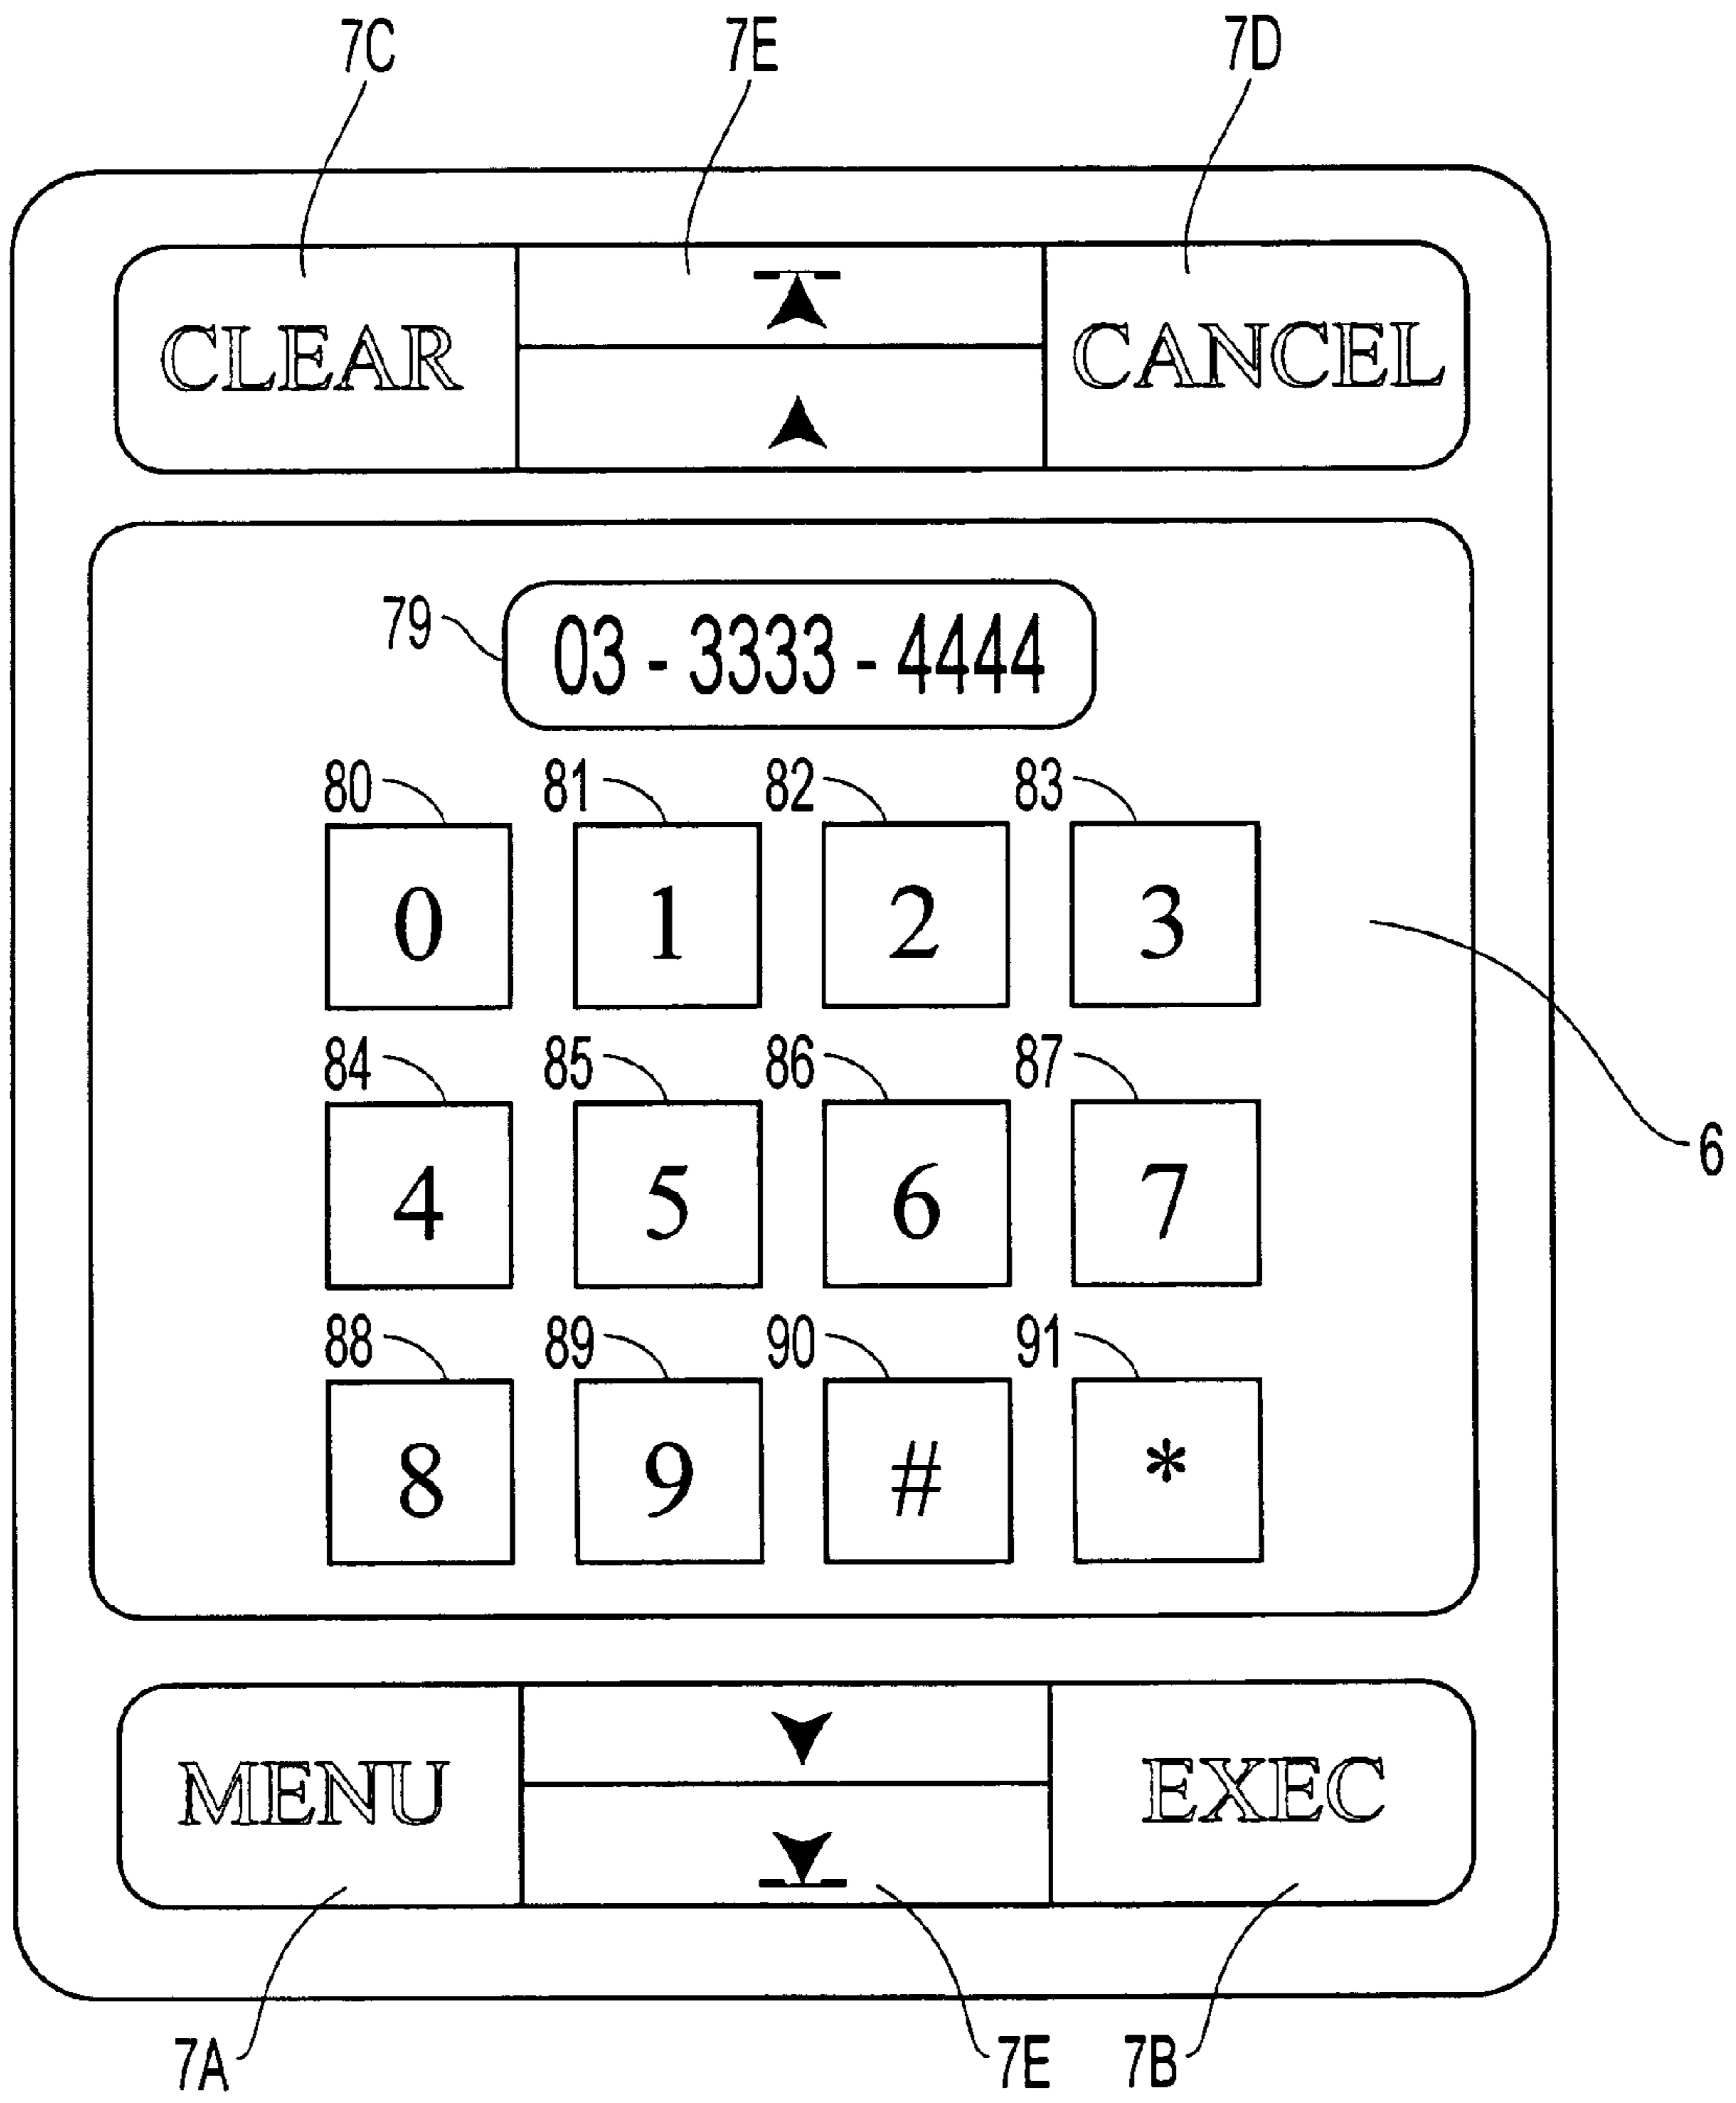 7C 7E 7D
CLEAR CANCEL
79 03 - 3333 - 4444
80 81 82 83
0 1 2 3
84 85 86 87
4 5 6 7
6
88 89 90 91
8 9 # *
MENU EXEC
7A 7E 7B